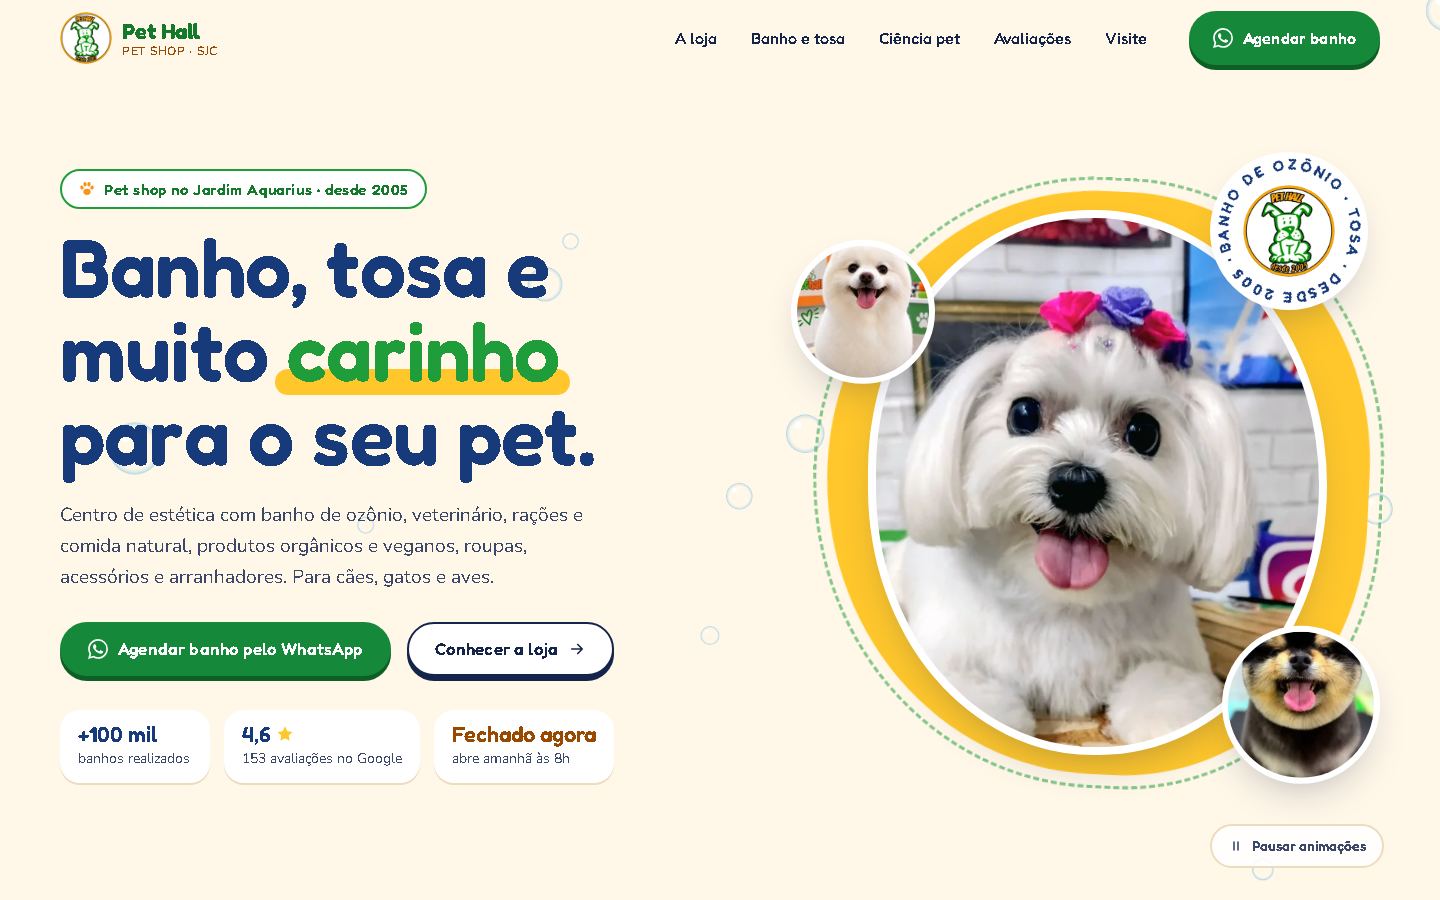 Pet Hall
PET SHOP · SJC
A loja
Banho e tosa
Ciência pet
Avaliações
Visite
Agendar banho
Pet shop no Jardim Aquarius · desde 2005
Banho, tosa e
muito carinho
para o seu pet.
Centro de estética com banho de ozônio, veterinário, rações e
comida natural, produtos orgânicos e veganos, roupas,
acessórios e arranhadores. Para cães, gatos e aves.
Agendar banho pelo WhatsApp
Conhecer a loja
+100 mil
banhos realizados
4,6
153 avaliações no Google
Fechado agora
abre amanhã às 8h
BANHO DE OZÔNIO · TOSA · DESDE 2005 ·
PET HALL
desde 2005
Pausar animações